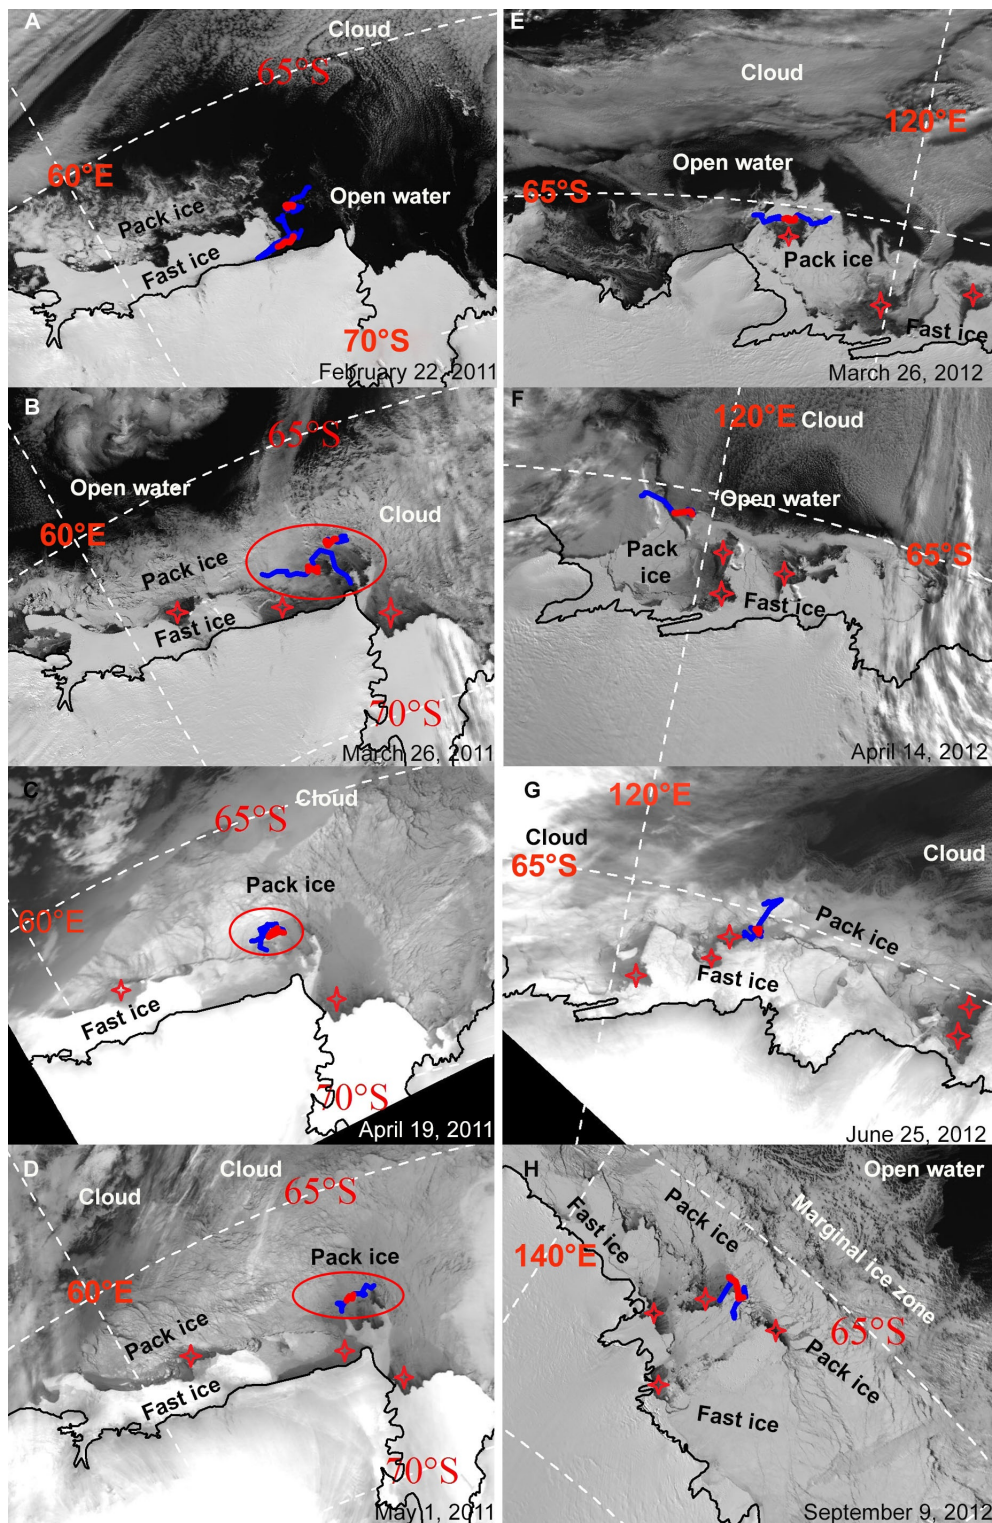 A
Cloud
65°S
60°E
Open water
Pack ice
Fast ice
70°S
February 22, 2011
B
65°S
Open water
Cloud
60°E
Pack ice
Fast ice
70°S
March 26, 2011
C
Cloud
65°S
Pack ice
60°E
Fast ice
70°S
April 19, 2011
D
Cloud
Cloud
65°S
Pack ice
60°E
Pack ice
Fast ice
70°S
May 1, 2011
E
Cloud
120°E
Open water
65°S
Pack ice
Fast ice
March 26, 2012
F
120°E
Cloud
Open water
65°S
Pack
ice
Fast ice
April 14, 2012
G
120°E
Cloud
Cloud
65°S
Pack ice
Fast ice
June 25, 2012
H
Open water
Pack ice
Marginal ice zone
Fast ice
140°E
65°S
Pack ice
Fast ice
September 9, 2012